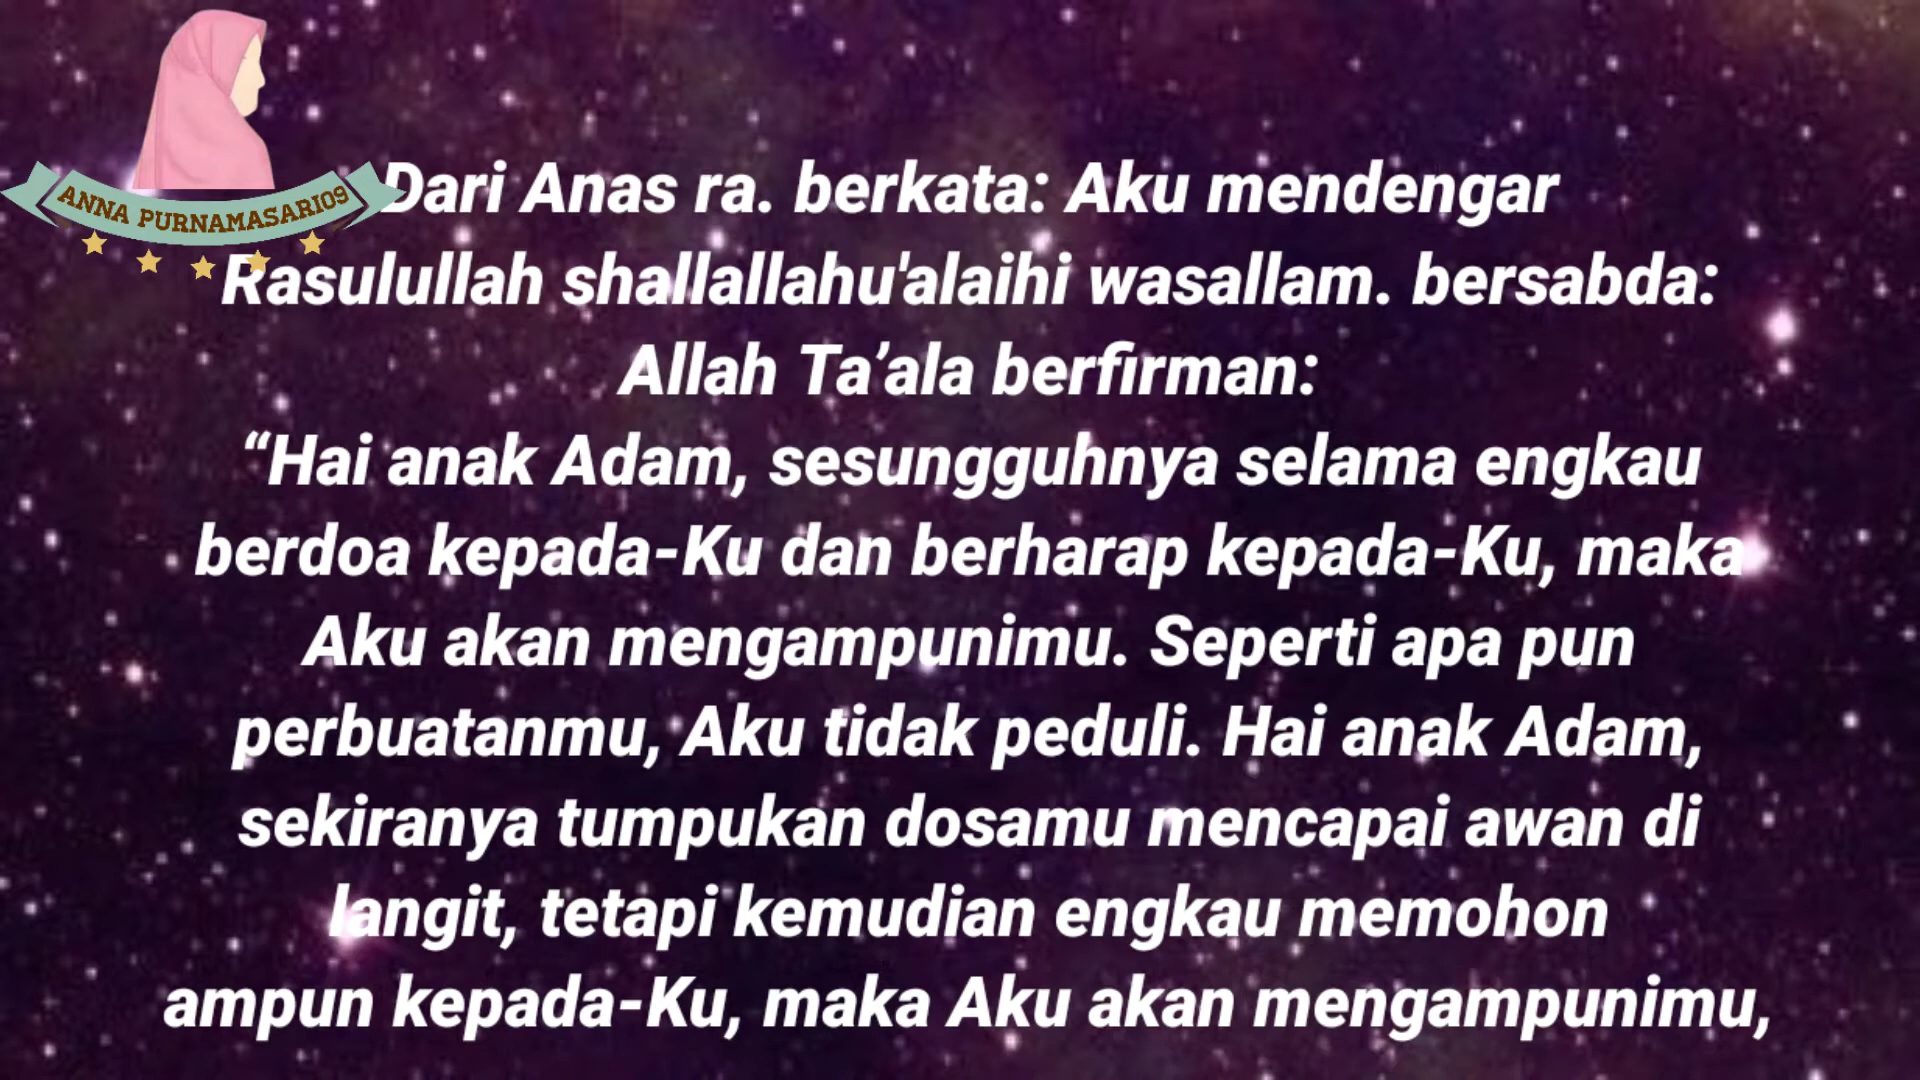 ANNA PURNAMASARI09
Dari Anas ra. berkata: Aku mendengar
Rasulullah shallallahu'alaihi wasallam. bersabda:
Allah Ta’ala berfirman:
“Hai anak Adam, sesungguhnya selama engkau
berdoa kepada-Ku dan berharap kepada-Ku, maka
Aku akan mengampunimu. Seperti apa pun
perbuatanmu, Aku tidak peduli. Hai anak Adam,
sekiranya tumpukan dosamu mencapai awan di
langit, tetapi kemudian engkau memohon
ampun kepada-Ku, maka Aku akan mengampunimu,